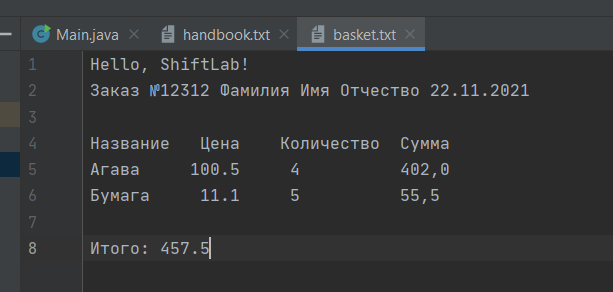 Main.java handbook.txt basket.txt
1 Hello, ShiftLab!
2 Заказ №12312 Фамилия Имя Отчество 22.11.2021
3
4 Название Цена Количество Сумма
5 Агава 100.5 4 402,0
6 Бумага 11.1 5 55,5
7
8 Итого: 457.5